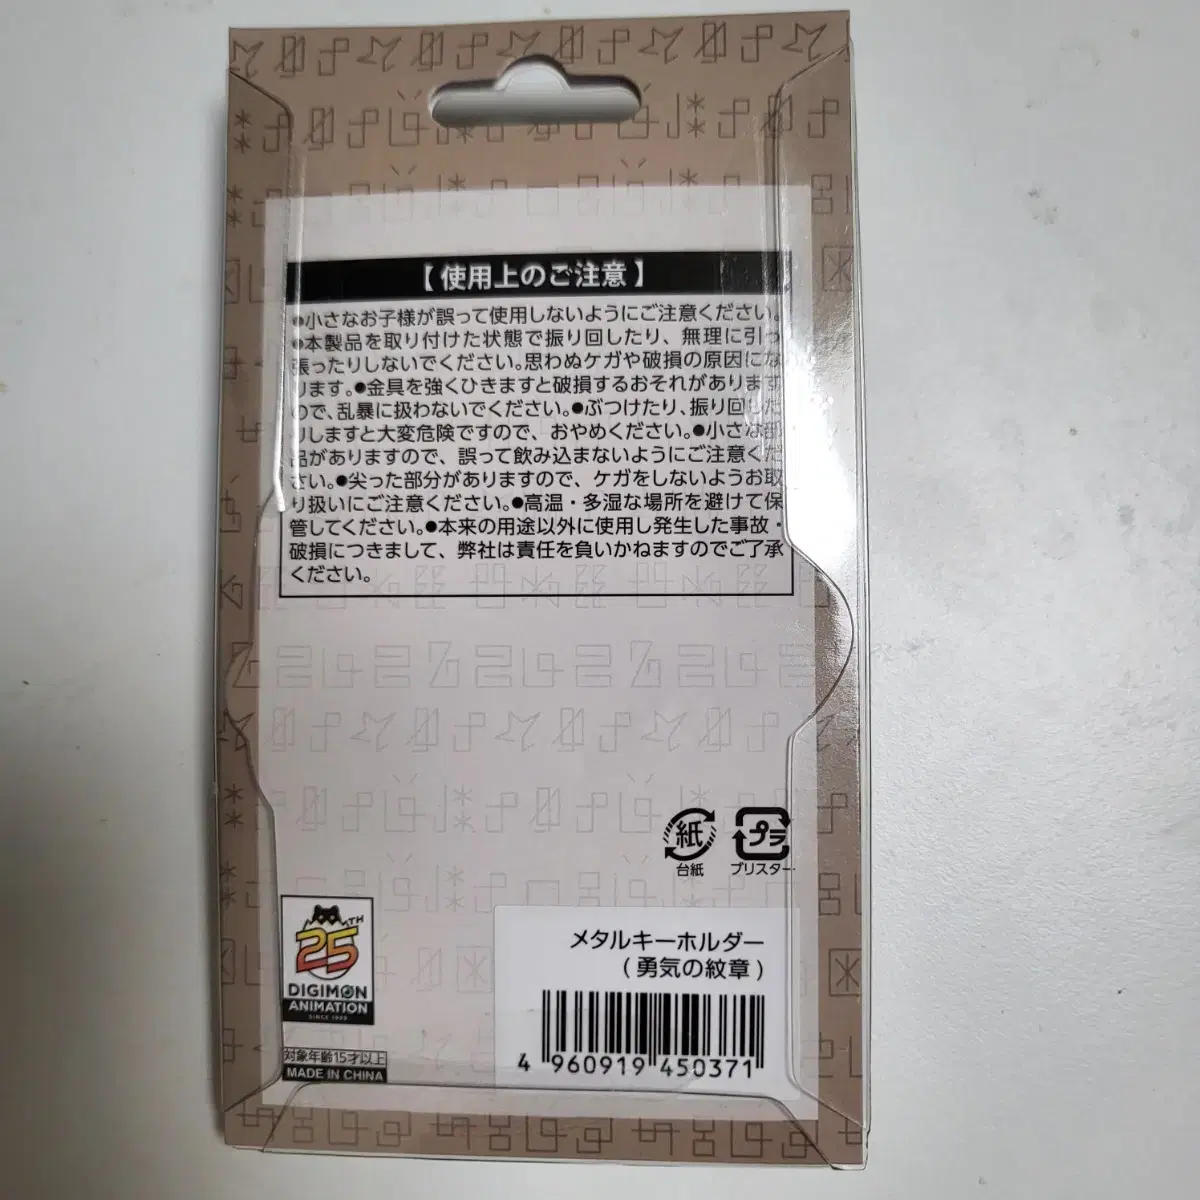 【使用上のご注意】
●小さなお子様が誤って使用しないようにご注意ください。
●本製品を取り付けた状態で振り回したり、無理に引っ
張ったりしないでください。思わぬケガや破損の原因にな
ります。●金具を強くひきますと破損するおそれがあります
ので、乱暴に扱わないでください。●ぶつけたり、振り回した
りしますと大変危険ですので、おやめください。●小さな部
品がありますので、誤って飲み込まないようにご注意くだ
さい。●尖った部分がありますので、ケガをしないようお取
り扱いにご注意ください。●高温・多湿な場所を避けて保
管してください。●本来の用途以外に使用し発生した事故・
破損につきまして、弊社は責任を負いかねますのでご了承
ください。
紙 プラ
台紙 ブリスター
25TH
DIGIMON
ANIMATION
SINCE 1999
メタルキーホルダー
(勇気の紋章)
4 960919 450371
対象年齢15才以上
MADE IN CHINA